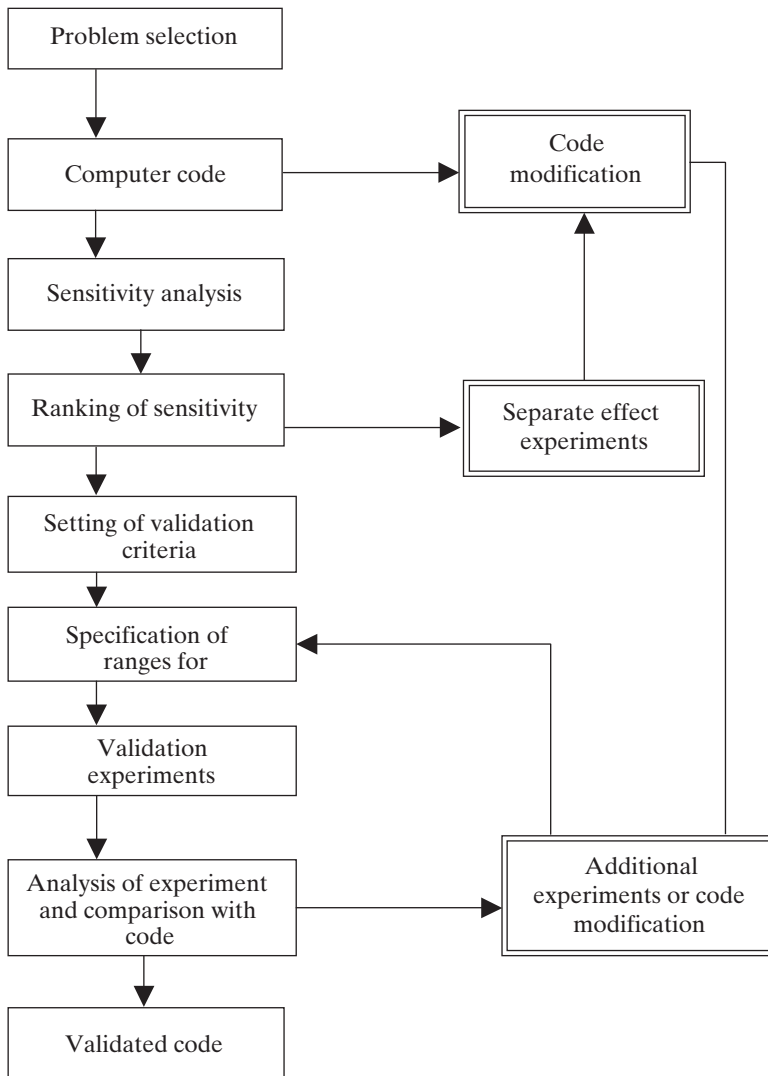 Problem selection
Computer code
Code
modification
Sensitivity analysis
Ranking of sensitivity
Separate effect
experiments
Setting of validation
criteria
Specification of
ranges for
Validation
experiments
Analysis of experiment
and comparison with
code
Additional
experiments or code
modification
Validated code